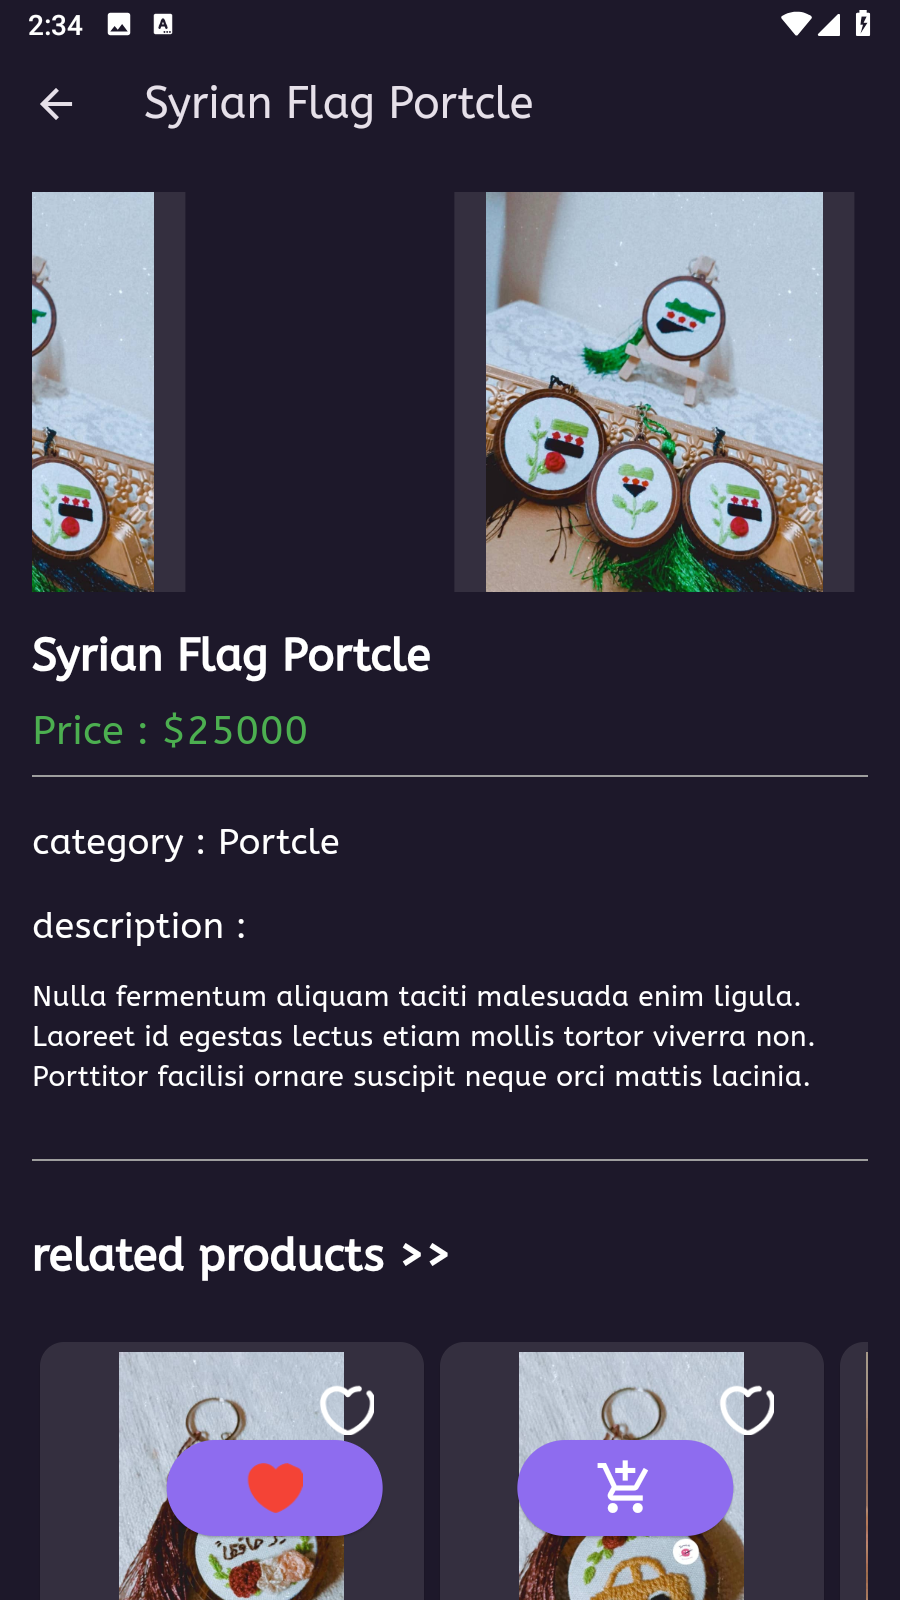 2:34
A
Syrian Flag Portcle
Syrian Flag Portcle
Price : $25000
category : Portcle
description :
Nulla fermentum aliquam taciti malesuada enim ligula.
Laoreet id egestas lectus etiam mollis tortor viverra non.
Porttitor facilisi ornare suscipit neque orci mattis lacinia.
related products >>